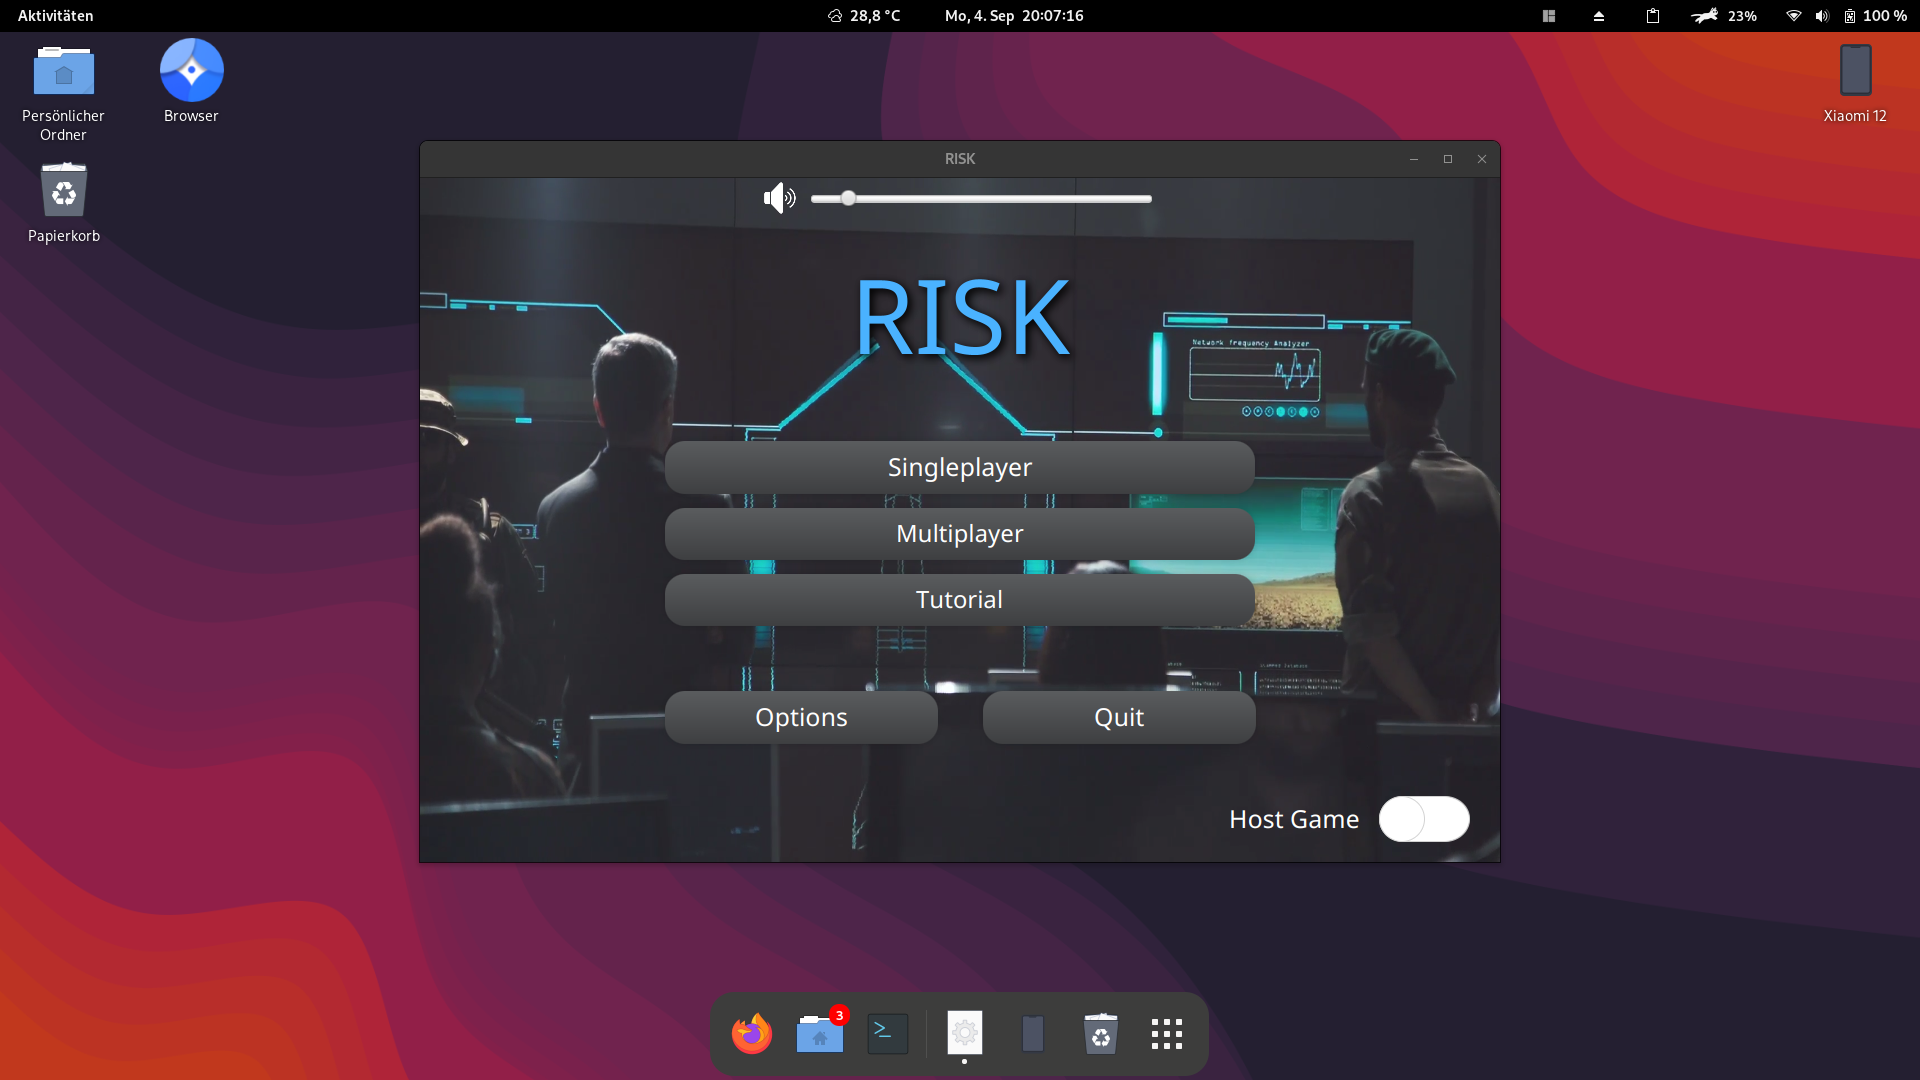 Aktivitäten
28,8 °C
Mo, 4. Sep 20:07:16
23%
100 %
Persönlicher
Ordner
Browser
Xiaomi 12
Papierkorb
RISK
RISK
Network frequency Analyzer
Singleplayer
Multiplayer
Tutorial
Options
Quit
Host Game
3
>_